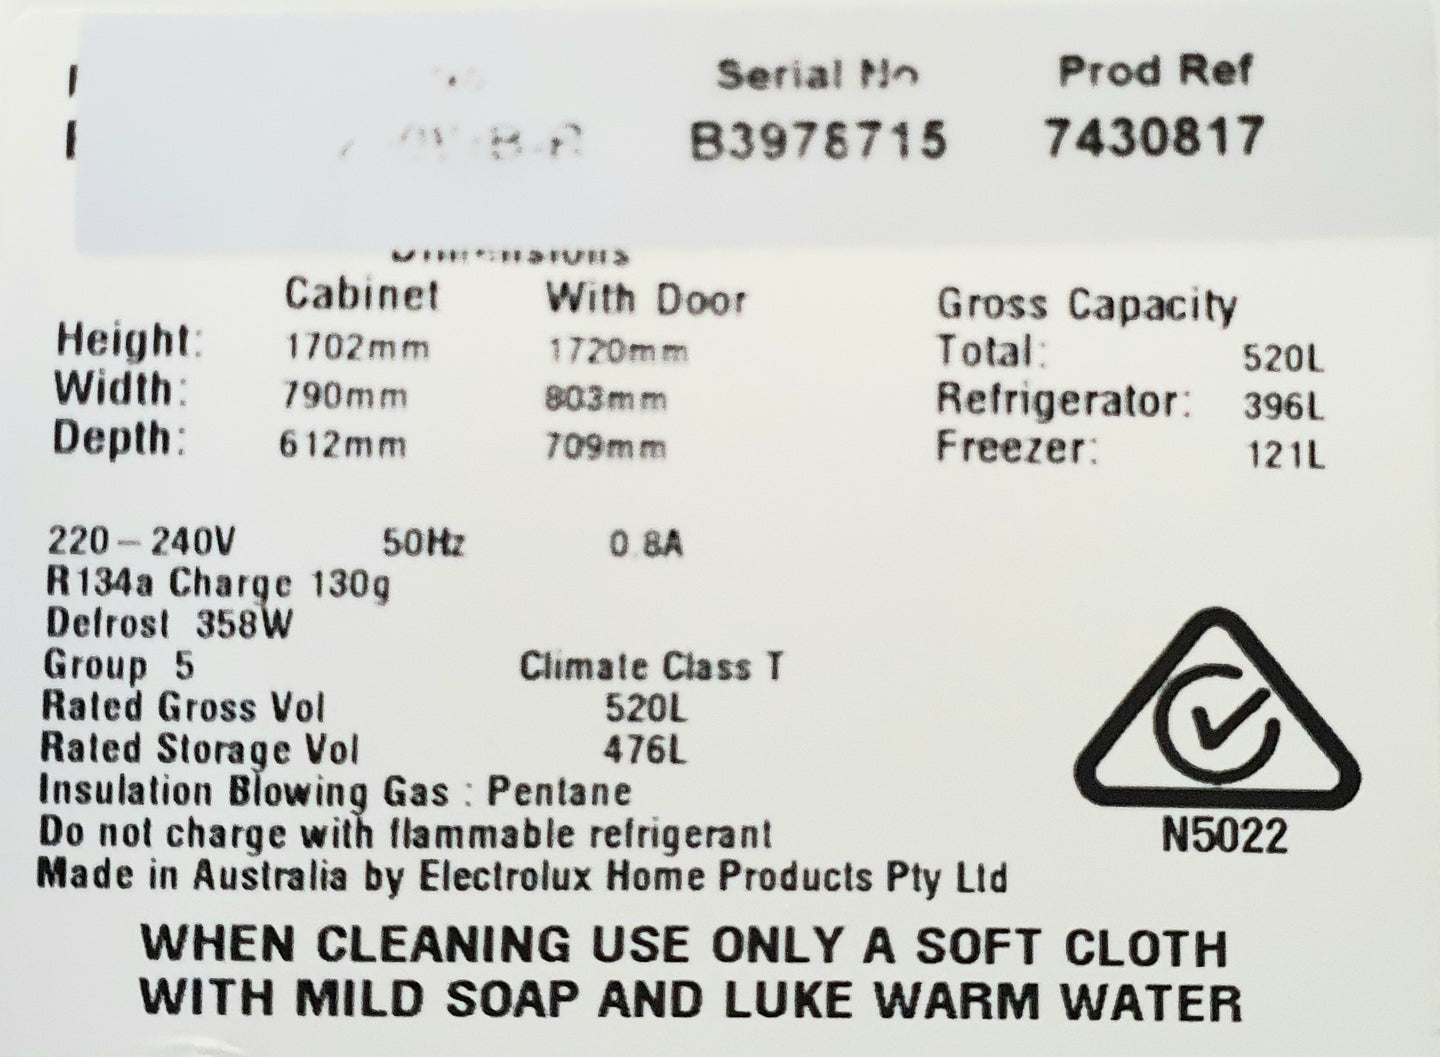 Serial No Prod Ref
B3978715 7430817
Dimensions
Cabinet With Door
Height: 1702mm 1720mm
Width: 790mm 803mm
Depth: 612mm 709mm
Gross Capacity
Total: 520L
Refrigerator: 396L
Freezer: 121L
220-240V 50Hz 0.8A
R134a Charge 130g
Defrost 358W
Group 5 Climate Class T
Rated Gross Vol 520L
Rated Storage Vol 476L
Insulation Blowing Gas : Pentane
Do not charge with flammable refrigerant
Made in Australia by Electrolux Home Products Pty Ltd
N5022
WHEN CLEANING USE ONLY A SOFT CLOTH
WITH MILD SOAP AND LUKE WARM WATER